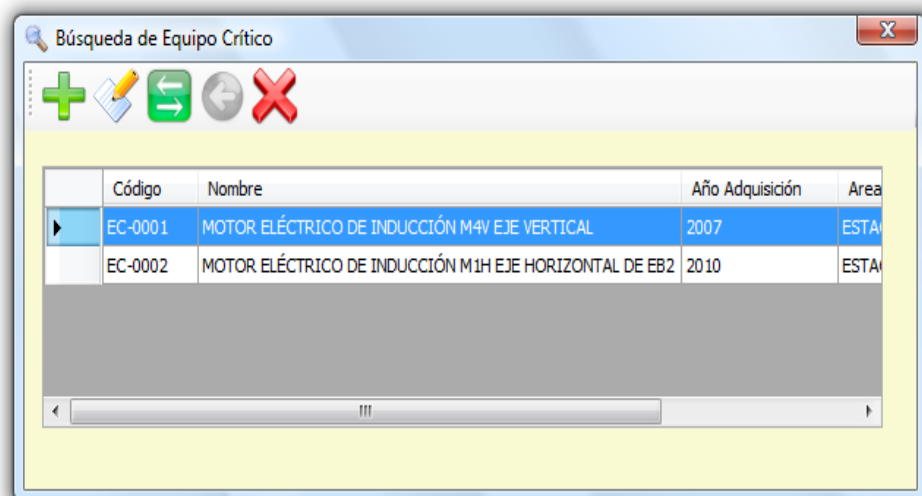 Búsqueda de Equipo Crítico
Código Nombre Año Adquisición Area
EC-0001 MOTOR ELÉCTRICO DE INDUCCIÓN M4V EJE VERTICAL 2007
EC-0002 MOTOR ELÉCTRICO DE INDUCCIÓN M1H EJE HORIZONTAL DE EB2 2010